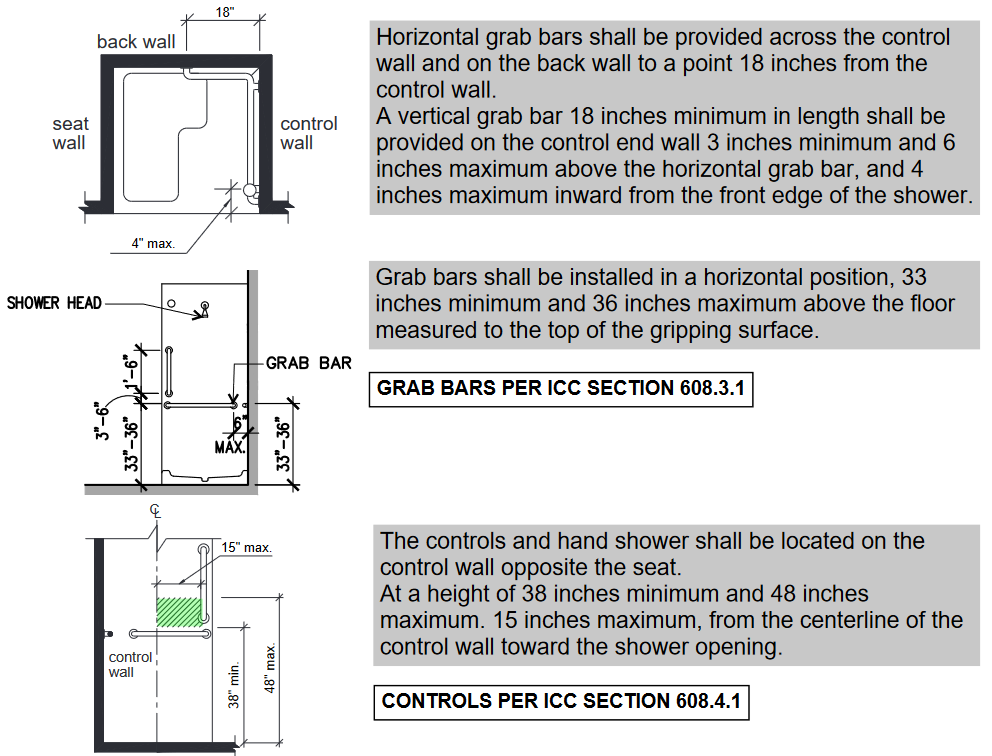 18"
back wall
seat
wall
control
wall
4" max.
Horizontal grab bars shall be provided across the control
wall and on the back wall to a point 18 inches from the
control wall.
A vertical grab bar 18 inches minimum in length shall be
provided on the control end wall 3 inches minimum and 6
inches maximum above the horizontal grab bar, and 4
inches maximum inward from the front edge of the shower.
SHOWER HEAD
GRAB BAR
1'-6"
3"-6"
33"-36"
6"
MAX.
33"-36"
Grab bars shall be installed in a horizontal position, 33
inches minimum and 36 inches maximum above the floor
measured to the top of the gripping surface.
GRAB BARS PER ICC SECTION 608.3.1
CL
15" max.
control
wall
38" min.
48" max.
The controls and hand shower shall be located on the
control wall opposite the seat.
At a height of 38 inches minimum and 48 inches
maximum. 15 inches maximum, from the centerline of the
control wall toward the shower opening.
CONTROLS PER ICC SECTION 608.4.1